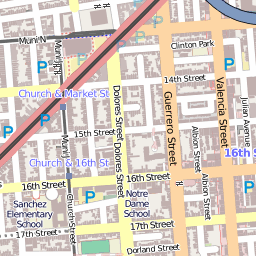 Muni N
Clinton Park
P
P
14th Street
Church & Market St
Dolores Street
Dolores Street
Guerrero Street
Valencia Street
Julian Avenue
P
P
15th Street
Muni J
Albion Street
Albion Street
Church & 16th St
16th S
16th Street
16th Street
P
P
Sanchez
Elementary
School
Church Street
Notre
Dame
School
17th Street
17th Street
P
Dorland Street